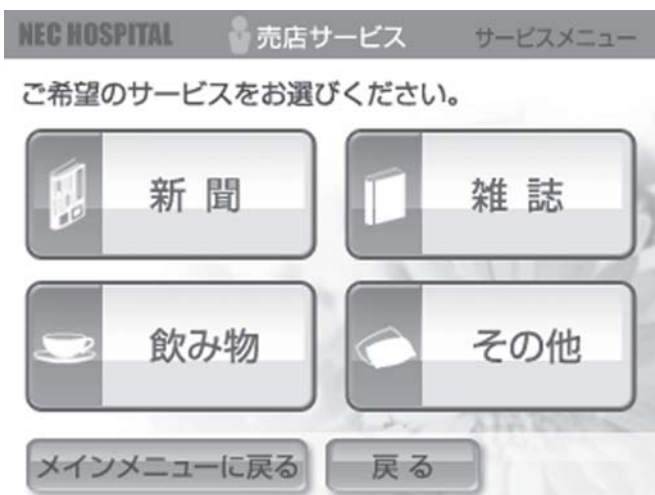 NEC HOSPITAL 売店サービス サービスメニュー
ご希望のサービスをお選びください。
新聞 雑誌
飲み物 その他
メインメニューに戻る 戻る